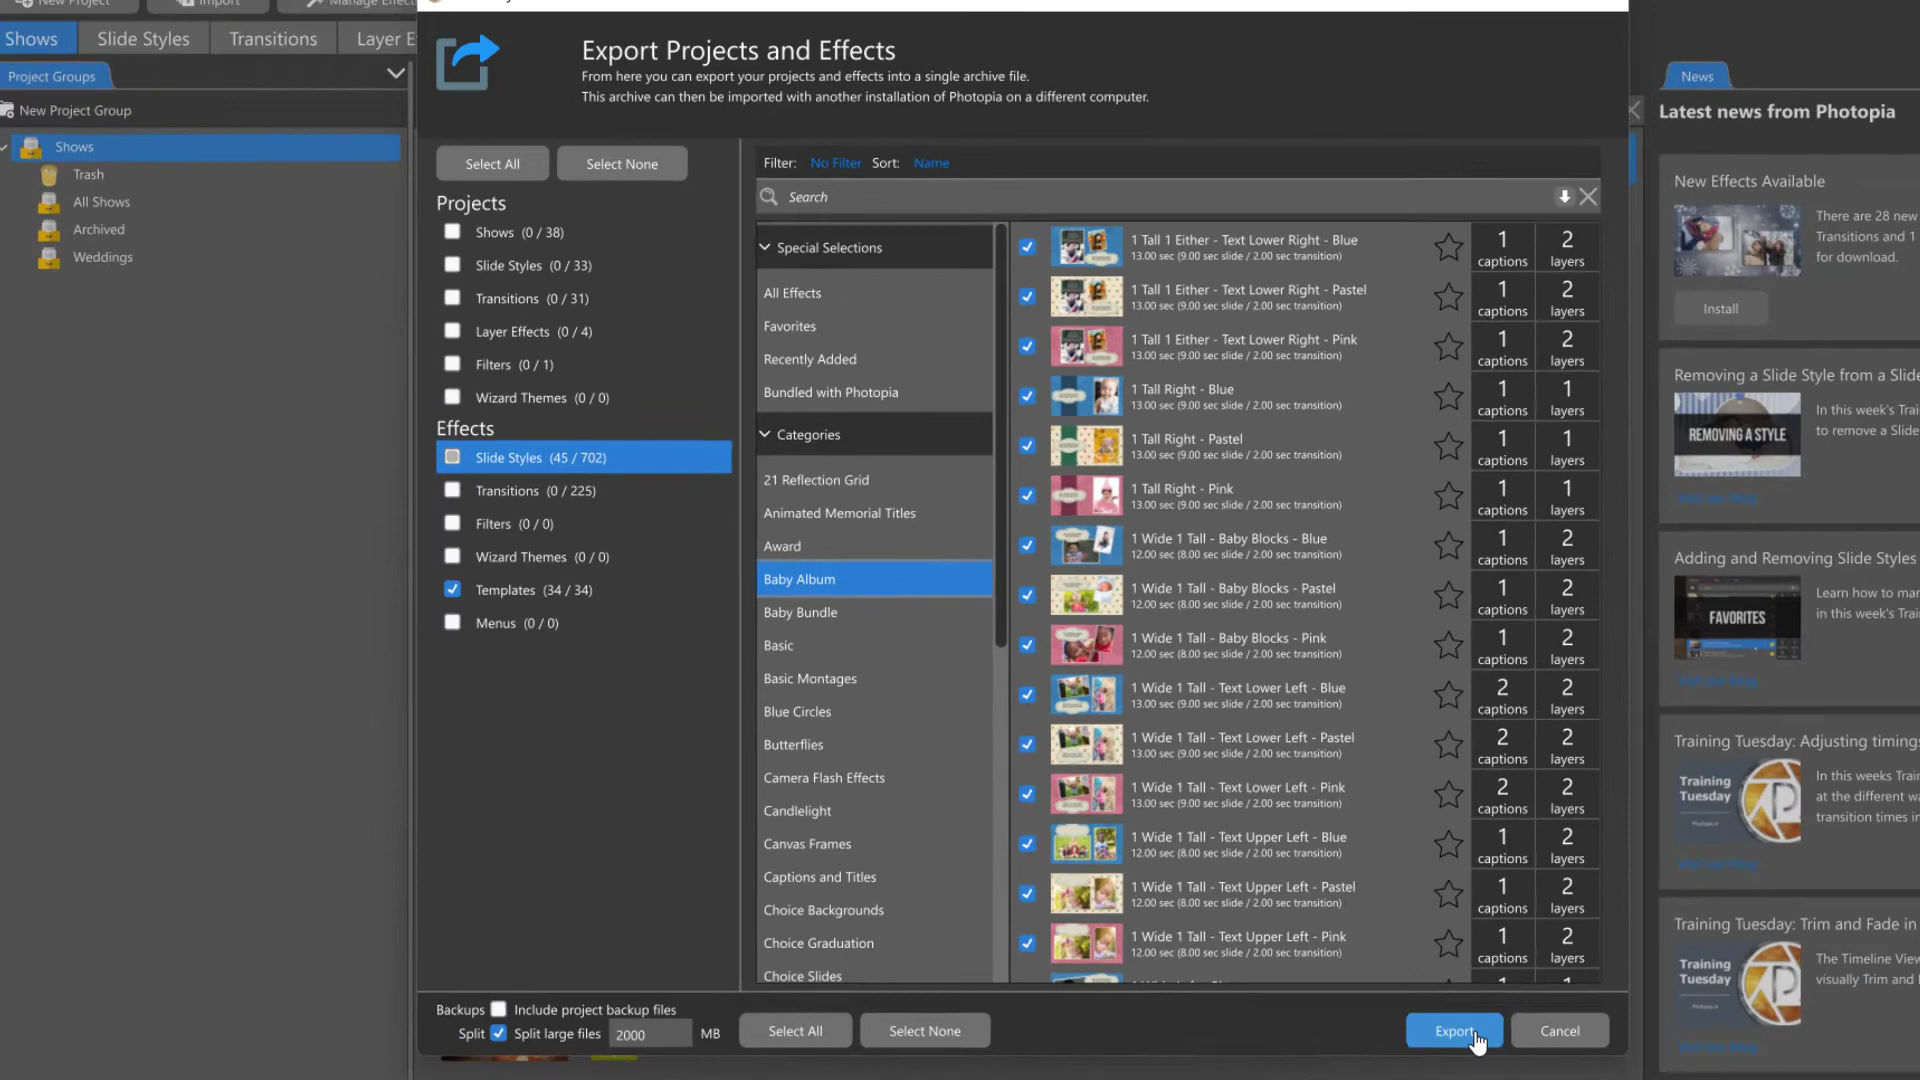 New Project
Import
Manage Effec
Shows
Slide Styles
Transitions
Layer E
Project Groups
New Project Group
Shows
Trash
All Shows
Archived
Weddings
Export Projects and Effects
From here you can export your projects and effects into a single archive file.
This archive can then be imported with another installation of Photopia on a different computer.
Select All
Select None
Projects
Shows (0 / 38)
Slide Styles (0 / 33)
Transitions (0 / 31)
Layer Effects (0 / 4)
Filters (0 / 1)
Wizard Themes (0 / 0)
Effects
Slide Styles (45 / 702)
Transitions (0 / 225)
Filters (0 / 0)
Wizard Themes (0 / 0)
Templates (34 / 34)
Menus (0 / 0)
Filter: No Filter Sort: Name
Search
Special Selections
All Effects
Favorites
Recently Added
Bundled with Photopia
Categories
21 Reflection Grid
Animated Memorial Titles
Award
Baby Album
Baby Bundle
Basic
Basic Montages
Blue Circles
Butterflies
Camera Flash Effects
Candlelight
Canvas Frames
Captions and Titles
Choice Backgrounds
Choice Graduation
Choice Slides
1 Tall 1 Either - Text Lower Right - Blue
13.00 sec (9.00 sec slide / 2.00 sec transition)
1 captions
2 layers
1 Tall 1 Either - Text Lower Right - Pastel
13.00 sec (9.00 sec slide / 2.00 sec transition)
1 captions
2 layers
1 Tall 1 Either - Text Lower Right - Pink
13.00 sec (9.00 sec slide / 2.00 sec transition)
1 captions
2 layers
1 Tall Right - Blue
13.00 sec (9.00 sec slide / 2.00 sec transition)
1 captions
1 layers
1 Tall Right - Pastel
13.00 sec (9.00 sec slide / 2.00 sec transition)
1 captions
1 layers
1 Tall Right - Pink
13.00 sec (9.00 sec slide / 2.00 sec transition)
1 captions
1 layers
1 Wide 1 Tall - Baby Blocks - Blue
12.00 sec (8.00 sec slide / 2.00 sec transition)
1 captions
2 layers
1 Wide 1 Tall - Baby Blocks - Pastel
12.00 sec (8.00 sec slide / 2.00 sec transition)
1 captions
2 layers
1 Wide 1 Tall - Baby Blocks - Pink
12.00 sec (8.00 sec slide / 2.00 sec transition)
1 captions
2 layers
1 Wide 1 Tall - Text Lower Left - Blue
13.00 sec (9.00 sec slide / 2.00 sec transition)
2 captions
2 layers
1 Wide 1 Tall - Text Lower Left - Pastel
13.00 sec (9.00 sec slide / 2.00 sec transition)
2 captions
2 layers
1 Wide 1 Tall - Text Lower Left - Pink
13.00 sec (9.00 sec slide / 2.00 sec transition)
2 captions
2 layers
1 Wide 1 Tall - Text Upper Left - Blue
12.00 sec (8.00 sec slide / 2.00 sec transition)
1 captions
2 layers
1 Wide 1 Tall - Text Upper Left - Pastel
12.00 sec (8.00 sec slide / 2.00 sec transition)
1 captions
2 layers
1 Wide 1 Tall - Text Upper Left - Pink
12.00 sec (8.00 sec slide / 2.00 sec transition)
1 captions
2 layers
Backups Include project backup files
Split Split large files 2000 MB
Select All
Select None
Export
Cancel
News
Latest news from Photopia
New Effects Available
There are 28 new
Transitions and 1
for download.
Install
Removing a Slide Style from a Slide
REMOVING A STYLE
In this week's Trai
to remove a Slide
Visit our Blog
Adding and Removing Slide Styles
FAVORITES
Learn how to mar
in this week's Trai
Visit our Blog
Training Tuesday: Adjusting timings
Training
Tuesday
In this weeks Train
at the different wa
transition times in
Visit our Blog
Training Tuesday: Trim and Fade in
Training
Tuesday
The Timeline View
visually Trim and F
Visit our Blog